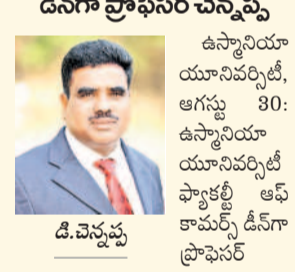 డీన్‌గా ప్రొఫెసర్ చెన్నప్ప
ఉస్మానియా
యూనివర్సిటీ,
ఆగస్టు 30:
ఉస్మానియా
యూనివర్సిటీ
ఫ్యాకల్టీ ఆఫ్
కామర్స్ డీన్‌గా
ప్రొఫెసర్
డి.చెన్నప్ప